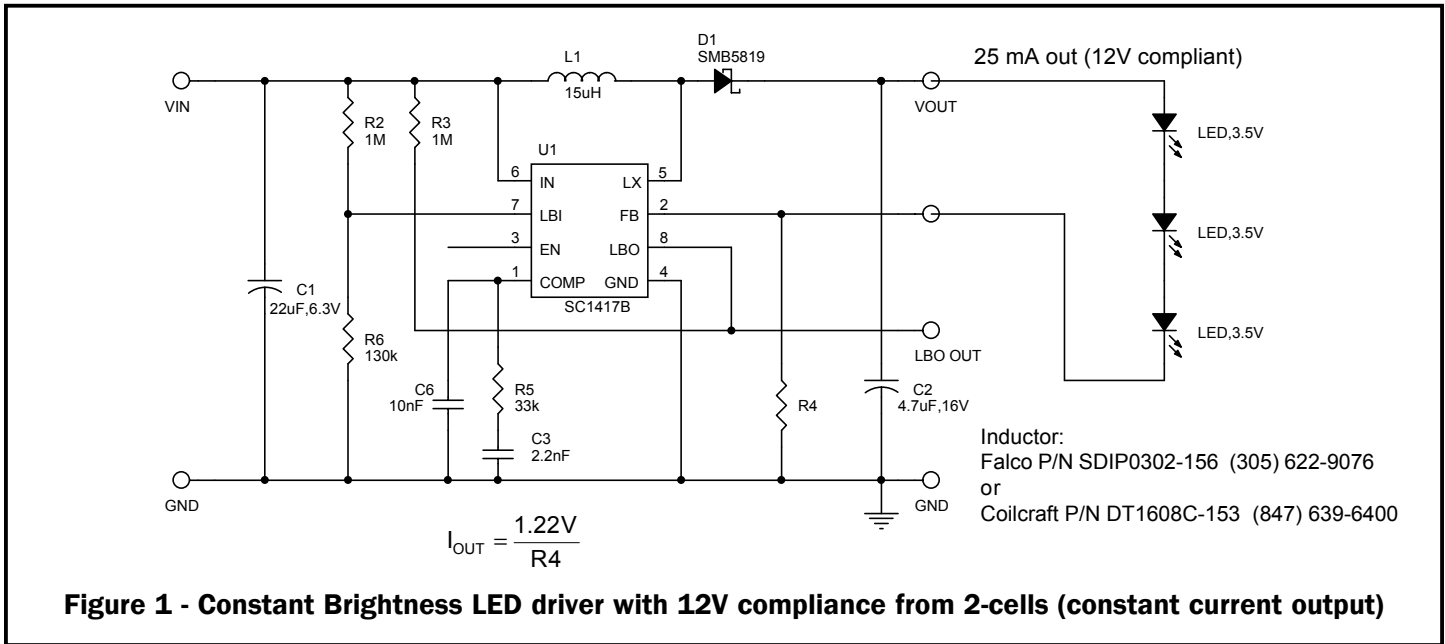 D1
SMB5819
L1
15uH
25 mA out (12V compliant)
VIN
VOUT
R2
1M
R3
1M
LED,3.5V
U1
6
IN
LX
5
7
LBI
FB
2
3
EN
LBO
8
1
COMP
GND
4
SC1417B
LED,3.5V
C1
22uF,6.3V
R6
130k
LED,3.5V
LBO OUT
C6
10nF
R5
33k
R4
C2
4.7uF,16V
C3
2.2nF
Inductor:
Falco P/N SDIP0302-156 (305) 622-9076
or
Coilcraft P/N DT1608C-153 (847) 639-6400
GND
GND
IOUT = 1.22V
R4
Figure 1 - Constant Brightness LED driver with 12V compliance from 2-cells (constant current output)